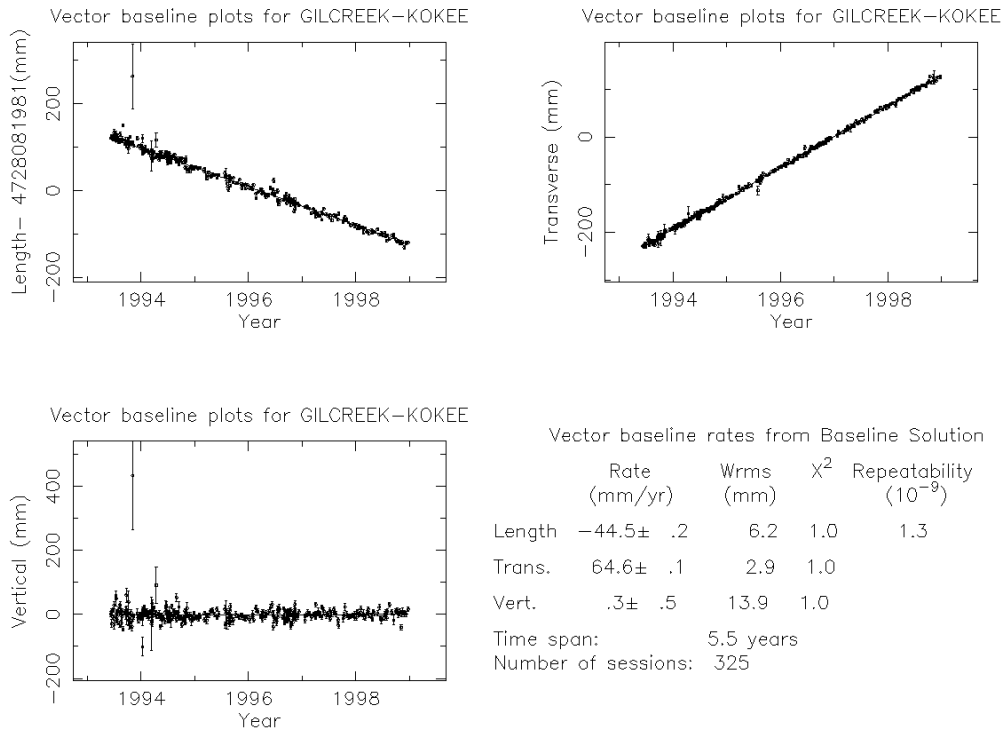 Vector baseline plots for GILCREEK-KOKEE
Length- 4728081981(mm)
200
0
-200
1994 1996 1998
Year
Vector baseline plots for GILCREEK-KOKEE
Transverse (mm)
0
-200
1994 1996 1998
Year
Vector baseline plots for GILCREEK-KOKEE
Vertical (mm)
400
200
0
-200
1994 1996 1998
Year
Vector baseline rates from Baseline Solution
Rate Wrms X² Repeatability
(mm/yr) (mm) (10⁻⁹)
Length -44.5± .2 6.2 1.0 1.3
Trans. 64.6± .1 2.9 1.0
Vert. .3± .5 13.9 1.0
Time span: 5.5 years
Number of sessions: 325